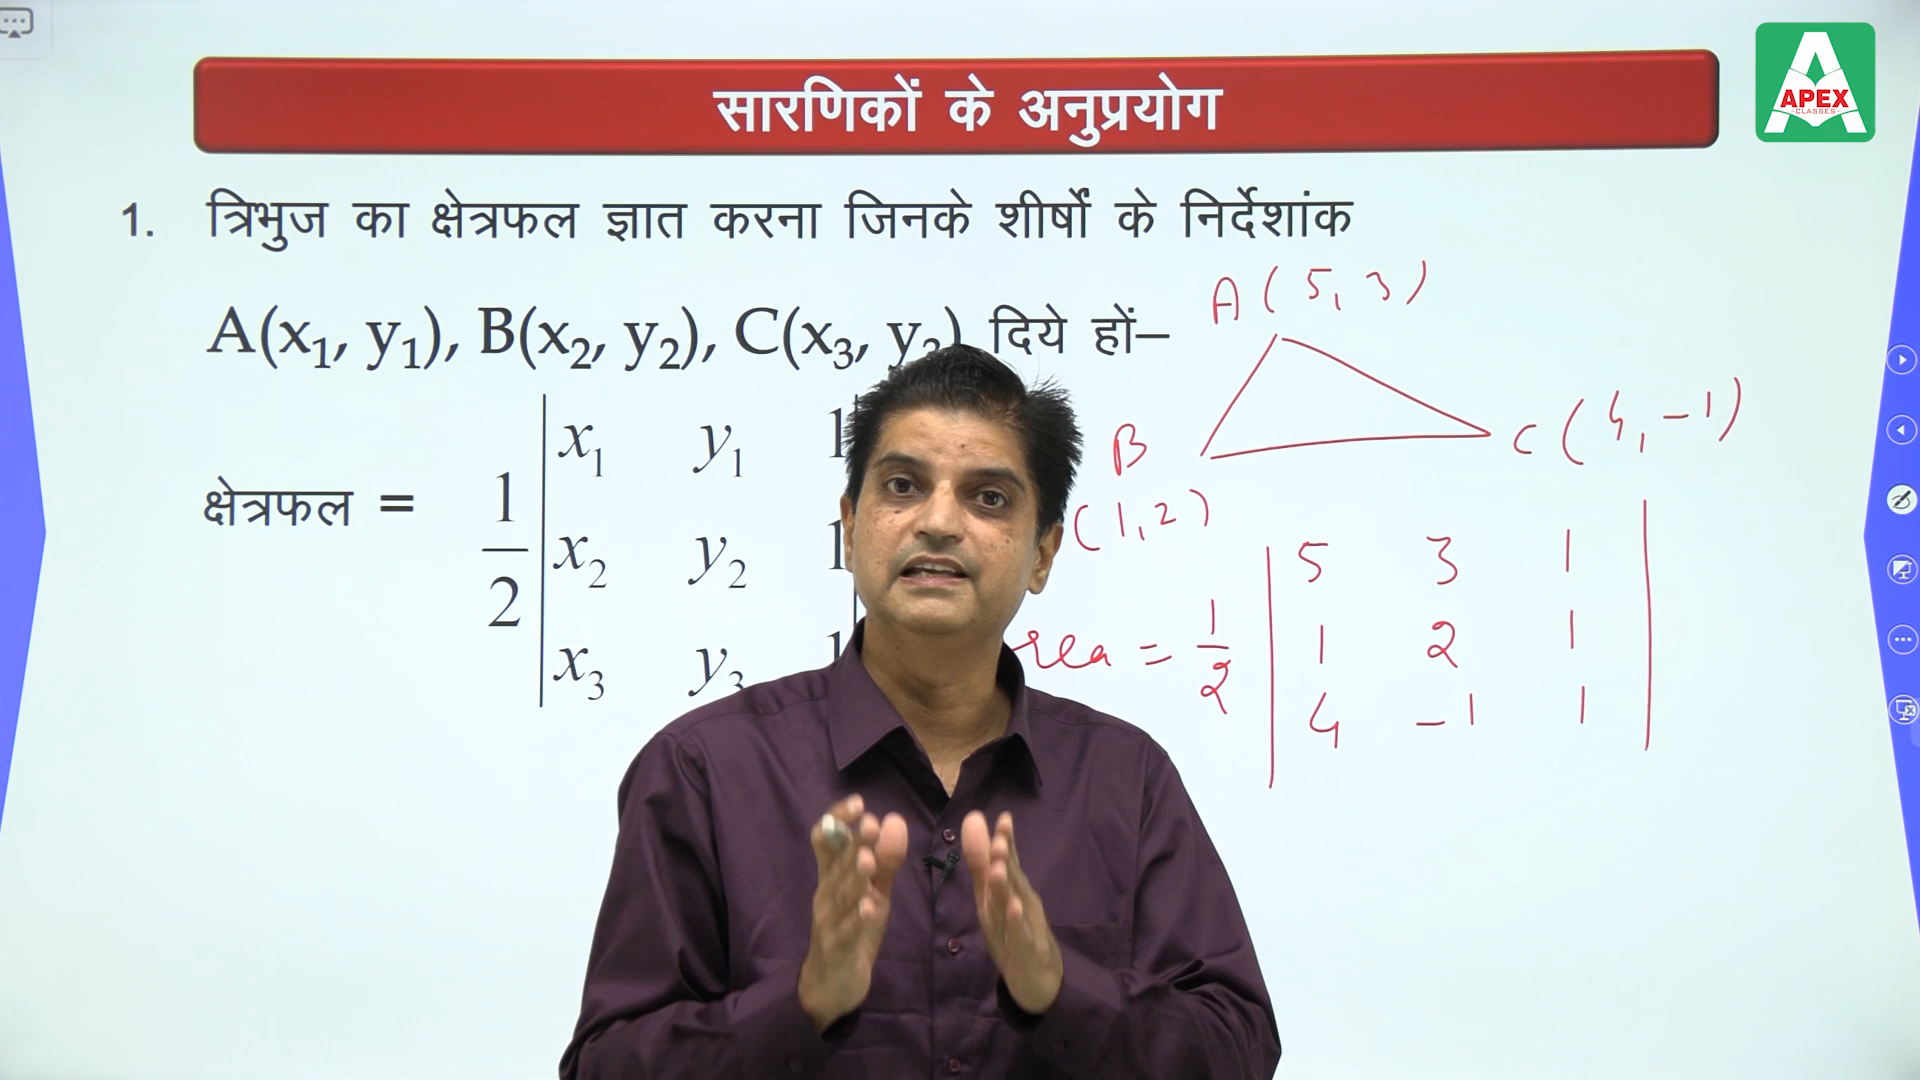 सारणिकों के अनुप्रयोग
APEX
CLASSES
1. त्रिभुज का क्षेत्रफल ज्ञात करना जिनके शीर्षों के निर्देशांक
A(x₁, y₁), B(x₂, y₂), C(x₃, y₃) दिये हों–
क्षेत्रफल = 1/2
x₁ y₁ 1
x₂ y₂ 1
x₃ y₃ 1
A (5, 3)
B (1, 2)
C (4, -1)
= 1/2
5 3 1
1 2 1
4 -1 1